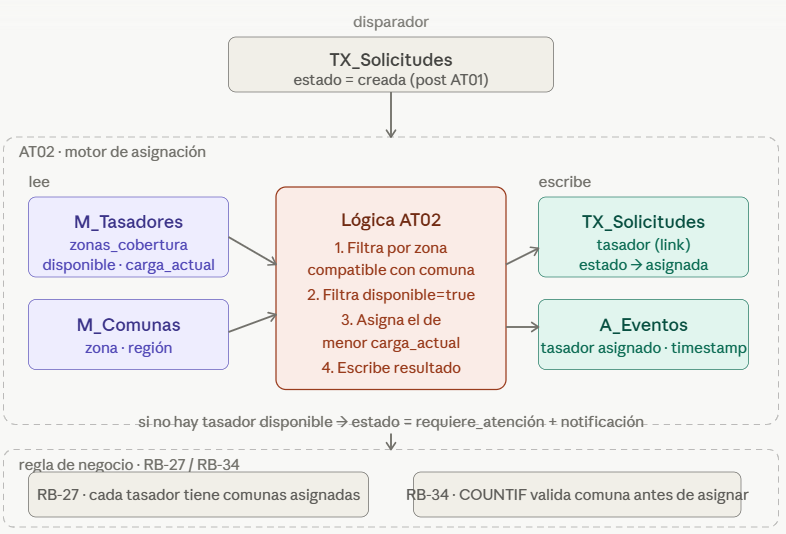 disparador
TX_Solicitudes
estado = creada (post AT01)
AT02 · motor de asignación
lee
M_Tasadores
zonas_cobertura
disponible · carga_actual
M_Comunas
zona · región
Lógica AT02
1. Filtra por zona
compatible con comuna
2. Filtra disponible=true
3. Asigna el de
menor carga_actual
4. Escribe resultado
escribe
TX_Solicitudes
tasador (link)
estado → asignada
A_Eventos
tasador asignado · timestamp
si no hay tasador disponible → estado = requiere_atención + notificación
regla de negocio · RB-27 / RB-34
RB-27 · cada tasador tiene comunas asignadas
RB-34 · COUNTIF valida comuna antes de asignar